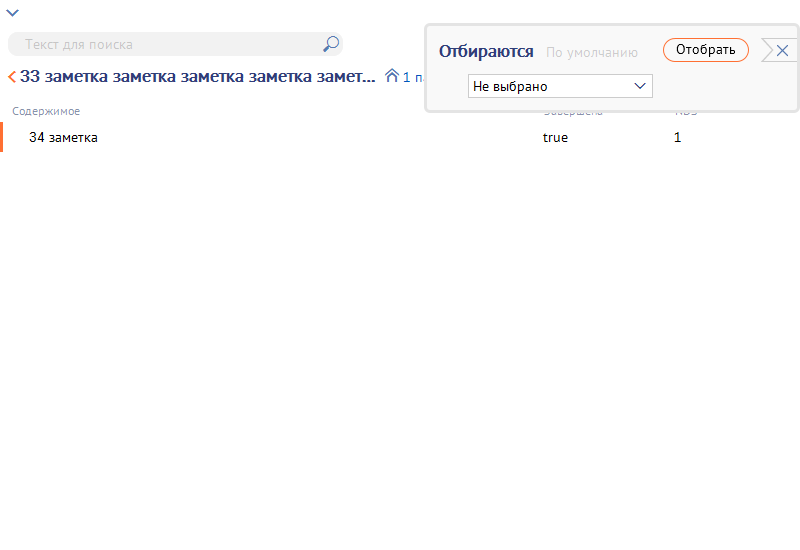 Текст для поиска
33 заметка заметка заметка заметка замет...
1
Отбираются
По умолчанию
Отобрать
Не выбрано
Содержимое
Завершена
34 заметка
true
1